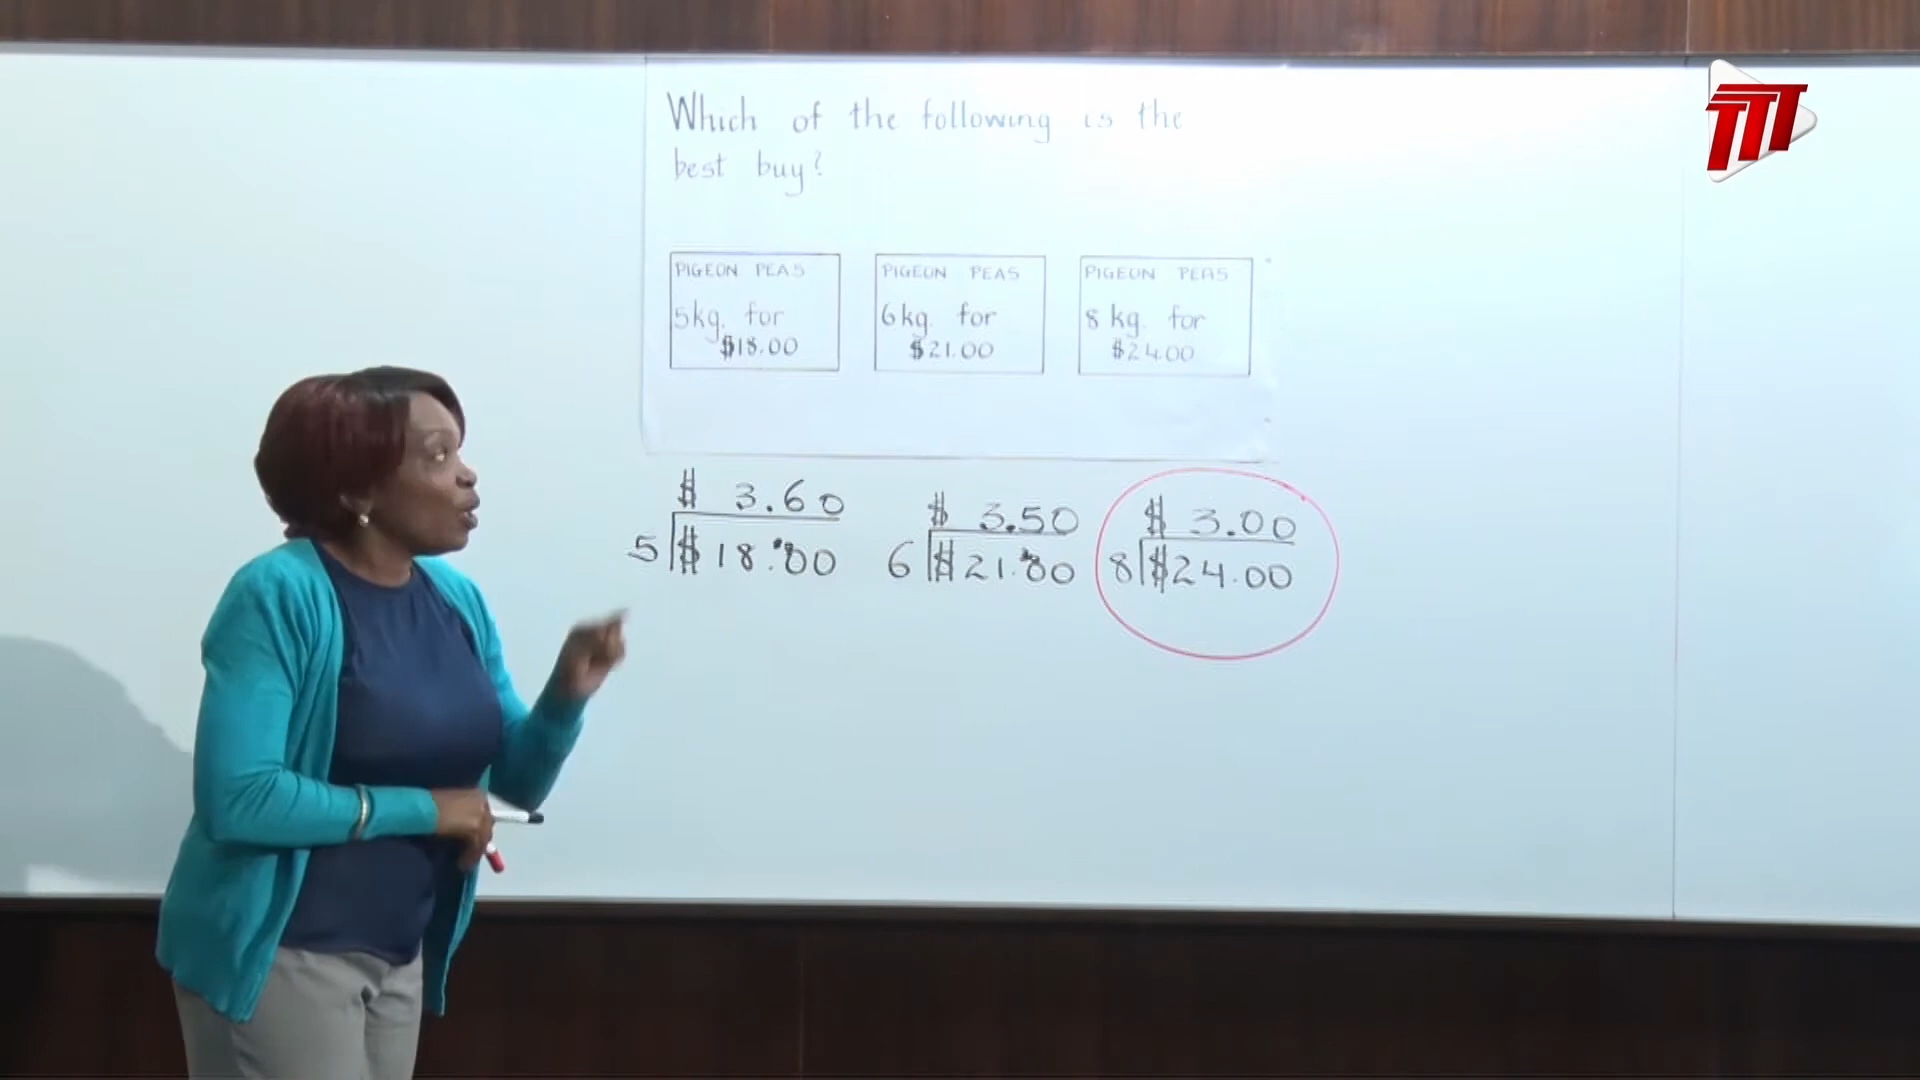 Which of the following is the
best buy?
PIGEON PEAS
5kg. for
$18.00
PIGEON PEAS
6kg. for
$21.00
PIGEON PEAS
8 kg. for
$24.00
$ 3.60
5 $18.00
$ 3.50
6 $21.00
$ 3.00
8 $24.00
TTT